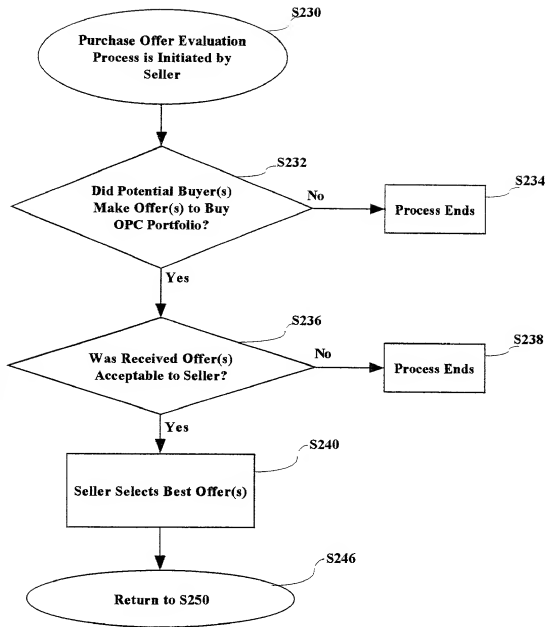 S230
Purchase Offer Evaluation
Process is Initiated by
Seller
S232
Did Potential Buyer(s)
Make Offer(s) to Buy
OPC Portfolio?
No
S234
Process Ends
Yes
S236
Was Received Offer(s)
Acceptable to Seller?
No
S238
Process Ends
Yes
S240
Seller Selects Best Offer(s)
S246
Return to S250